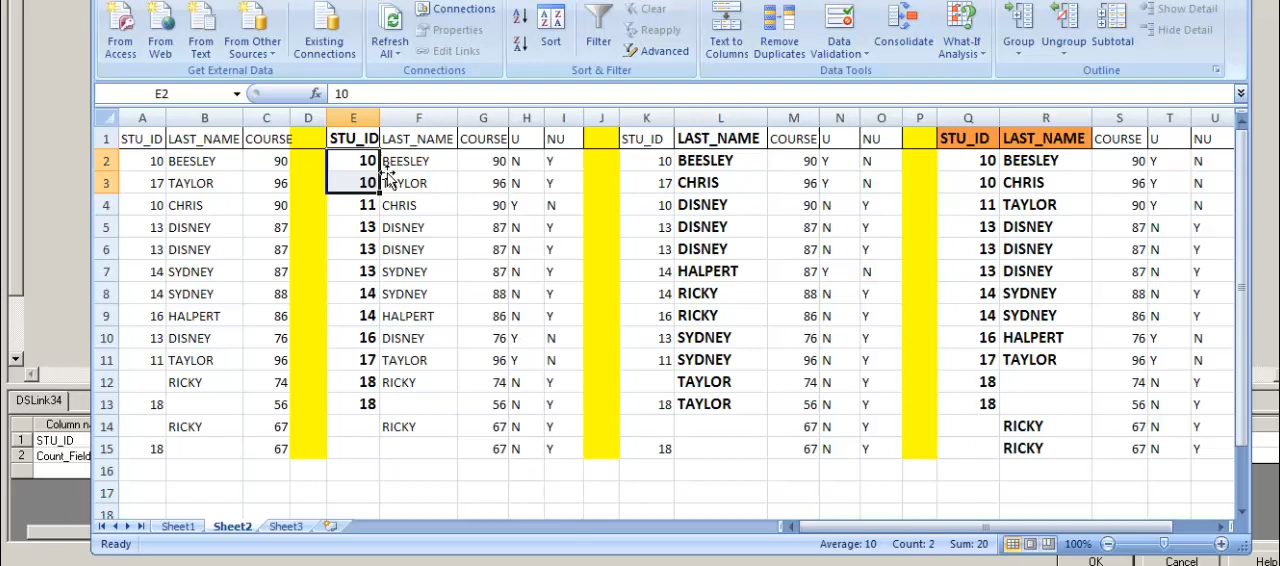 Connections Clear Show Detail
Properties Reapply Hide Detail
From Access From Web From Text From Other Sources Existing Connections Refresh All Edit Links Sort Filter Advanced Text to Columns Remove Duplicates Data Validation Consolidate What-If Analysis Group Ungroup Subtotal
Get External Data Connections Sort & Filter Data Tools Outline
E2 fx 10
A B C D E F G H I J K L M N O P Q R S T U
1 STU_ID LAST_NAME COURSE STU_ID LAST_NAME COURSE U NU STU_ID LAST_NAME COURSE U NU STU_ID LAST_NAME COURSE U NU
2 10 BEESLEY 90 10 BEESLEY 90 N Y 10 BEESLEY 90 Y N 10 BEESLEY 90 Y N
3 17 TAYLOR 96 10 TAYLOR 96 N Y 17 CHRIS 96 Y N 10 CHRIS 96 Y N
4 10 CHRIS 90 11 CHRIS 90 Y N 10 DISNEY 90 N Y 11 TAYLOR 90 Y N
5 13 DISNEY 87 13 DISNEY 87 N Y 13 DISNEY 87 N Y 13 DISNEY 87 N Y
6 13 DISNEY 87 13 DISNEY 87 N Y 13 DISNEY 87 N Y 13 DISNEY 87 N Y
7 14 SYDNEY 87 13 SYDNEY 87 N Y 14 HALPERT 87 Y N 13 DISNEY 87 N Y
8 14 SYDNEY 88 14 SYDNEY 88 N Y 14 RICKY 88 N Y 14 SYDNEY 88 N Y
9 16 HALPERT 86 14 HALPERT 86 N Y 16 RICKY 86 N Y 14 SYDNEY 86 N Y
10 13 DISNEY 76 16 DISNEY 76 Y N 13 SYDNEY 76 N Y 16 HALPERT 76 Y N
11 11 TAYLOR 96 17 TAYLOR 96 Y N 11 SYDNEY 96 N Y 17 TAYLOR 96 Y N
12 RICKY 74 18 RICKY 74 N Y TAYLOR 74 N Y 18 74 N Y
13 18 56 18 56 N Y 18 TAYLOR 56 N Y 18 56 N Y
14 RICKY 67 RICKY 67 N Y 67 N Y RICKY 67 N Y
15 18 67 67 N Y 18 67 N Y RICKY 67 N Y
16
17
18
Sheet1 Sheet2 Sheet3
Ready Average: 10 Count: 2 Sum: 20 100%
DSLink34
Column n
1 STU_ID
2 Count_Field
OK Cancel Help